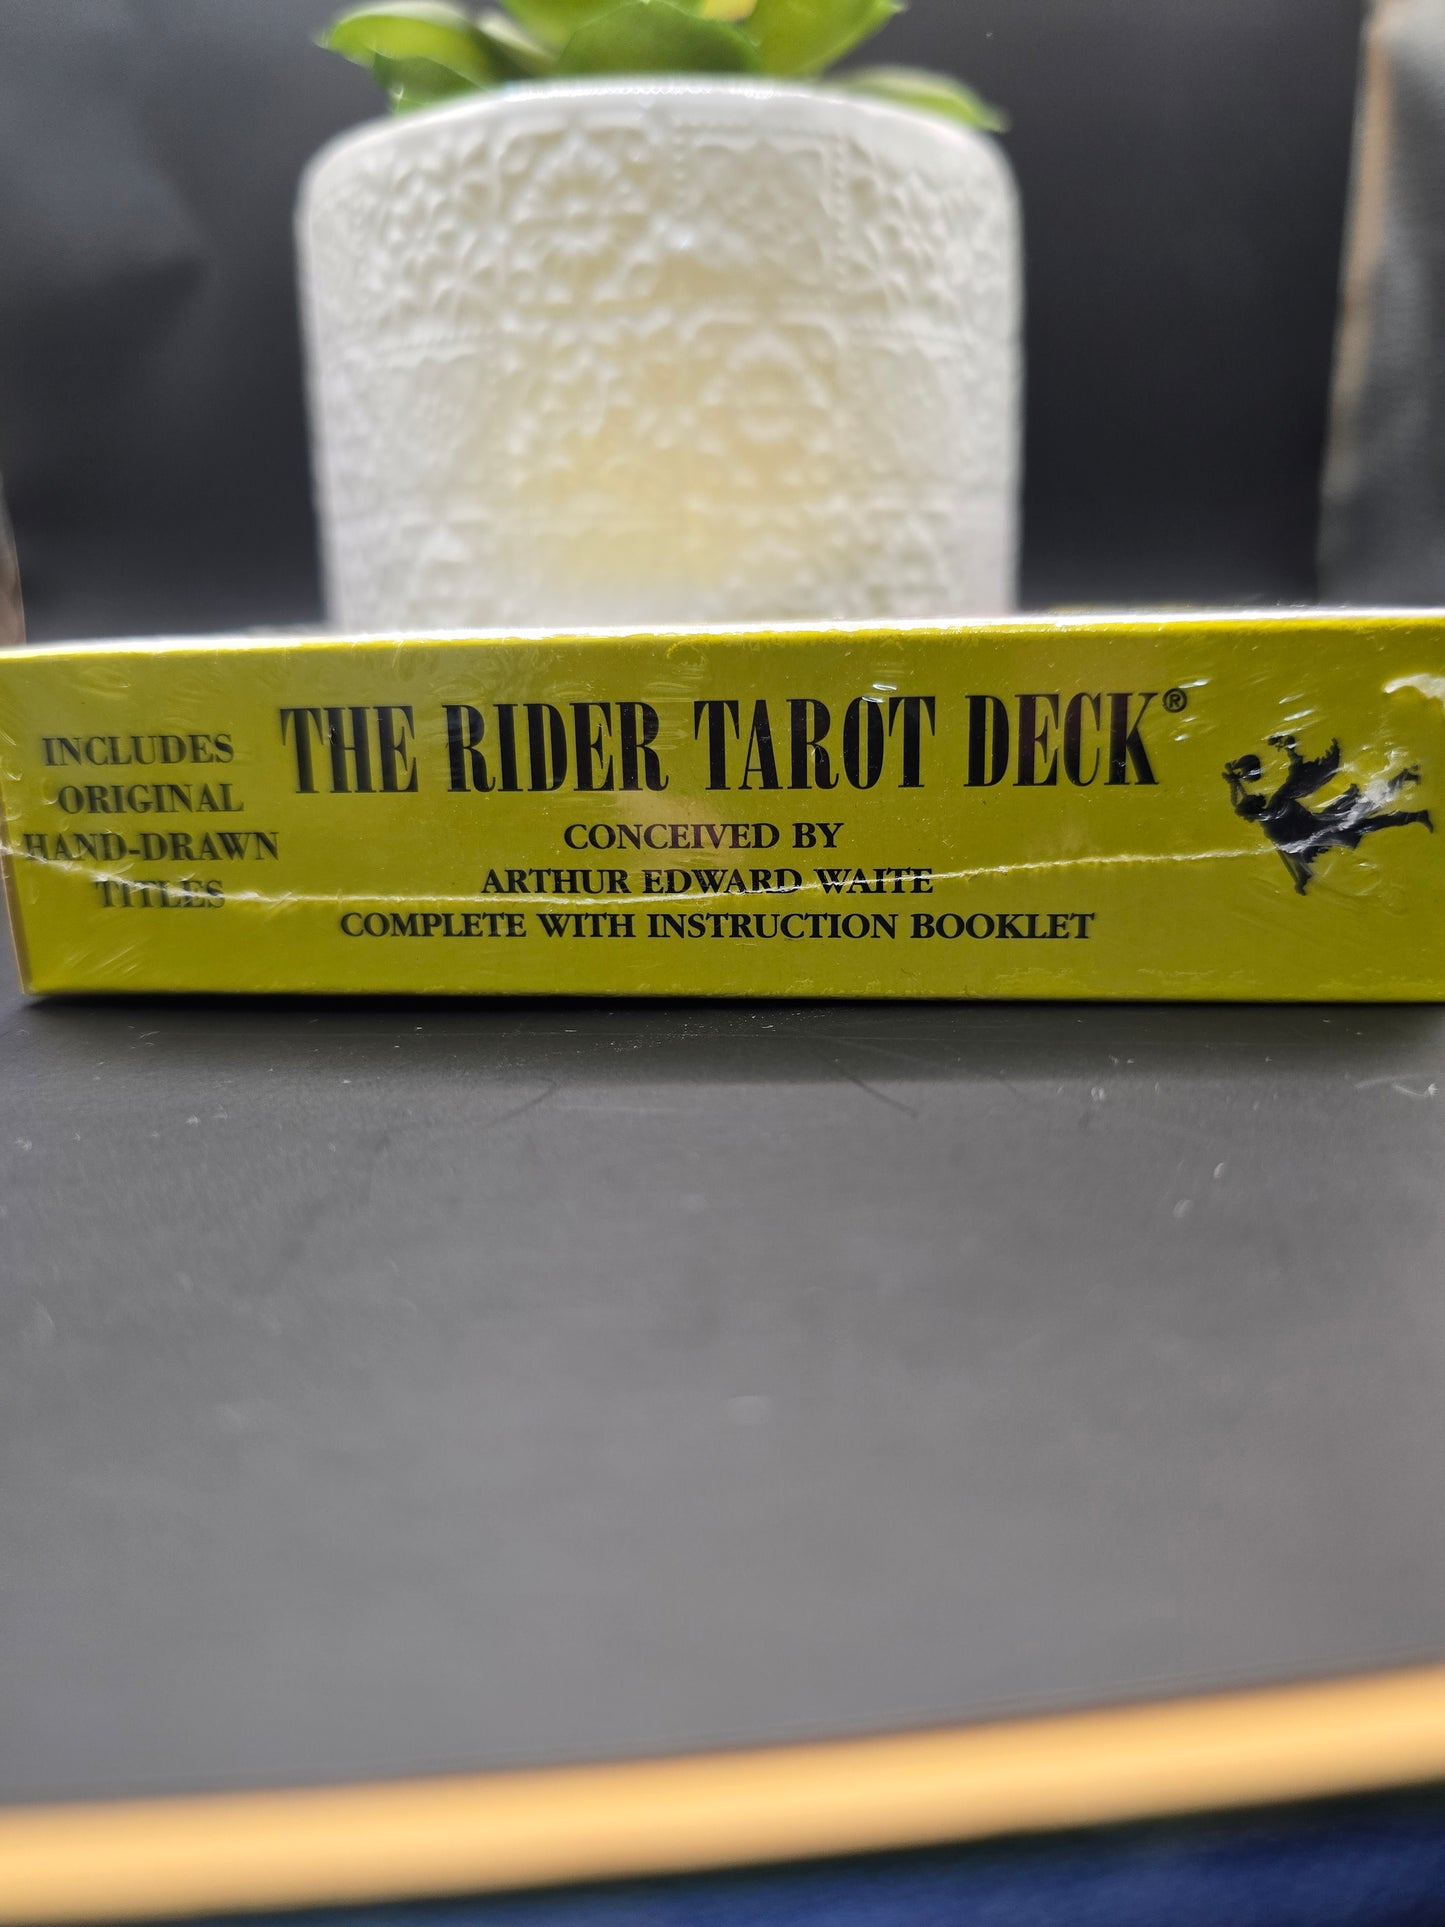 INCLUDES
ORIGINAL
HAND-DRAWN
TITLES
THE RIDER TAROT DECK®
CONCEIVED BY
ARTHUR EDWARD WAITE
COMPLETE WITH INSTRUCTION BOOKLET